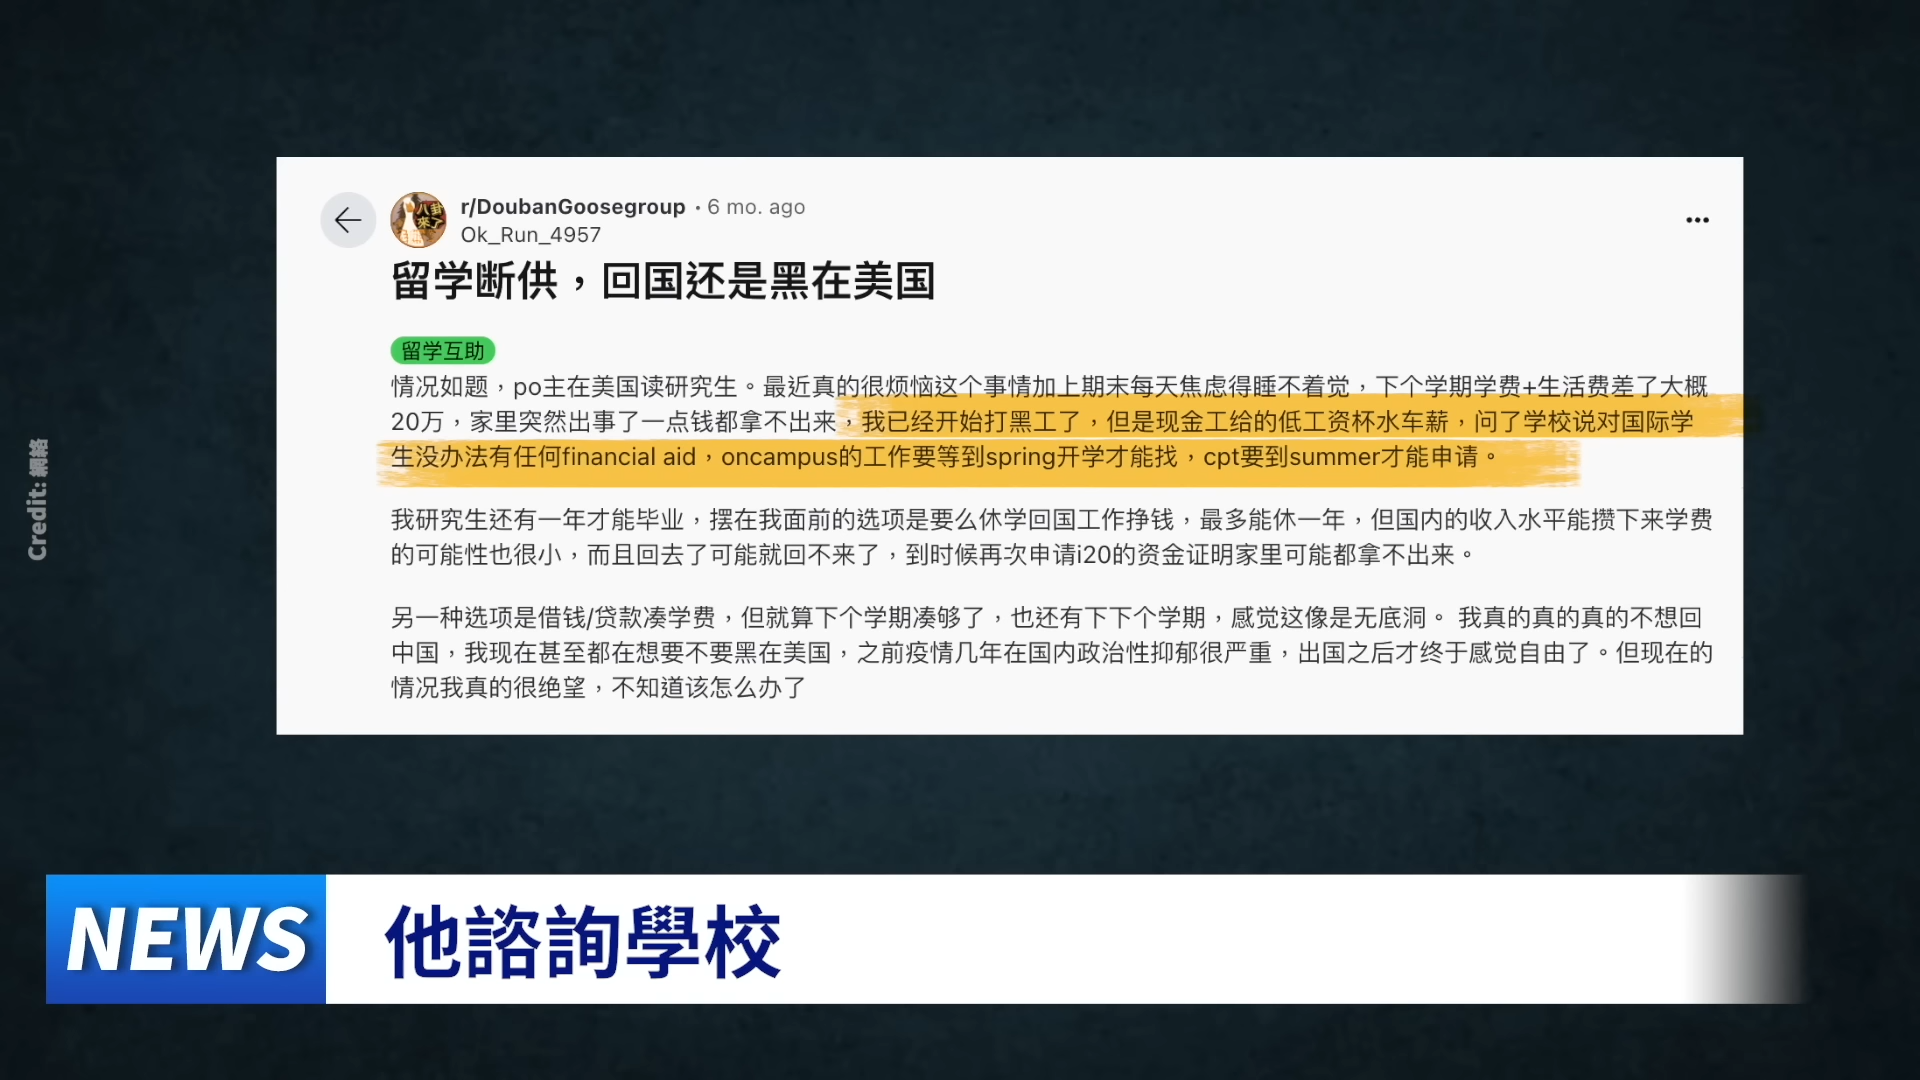 r/DoubanGoosegroup • 6 mo. ago
Ok_Run_4957
留学断供，回国还是黑在美国
留学互助
情况如题，po主在美国读研究生。最近真的很烦恼这个事情加上期末每天焦虑得睡不着觉，下个学期学费+生活费差了大概
20万，家里突然出事了一点钱都拿不出来，我已经开始打黑工了，但是现金工给的低工资杯水车薪，问了学校说对国际学
生没办法有任何financial aid，oncampus的工作要等到spring开学才能找，cpt要到summer才能申请。
我研究生还有一年才能毕业，摆在我面前的选项是要么休学回国工作挣钱，最多能休一年，但国内的收入水平能攒下来学费
的可能性也很小，而且回去了可能就回不来了，到时候再次申请i20的资金证明家里可能都拿不出来。
另一种选项是借钱/贷款凑学费，但就算下个学期凑够了，也还有下下个学期，感觉这像是无底洞。 我真的真的真的不想回
中国，我现在甚至都在想要不要黑在美国，之前疫情几年在国内政治性抑郁很严重，出国之后才终于感觉自由了。但现在的
情况我真的很绝望，不知道该怎么办了
八卦
來了
Credit: 網絡
NEWS
他諮詢學校